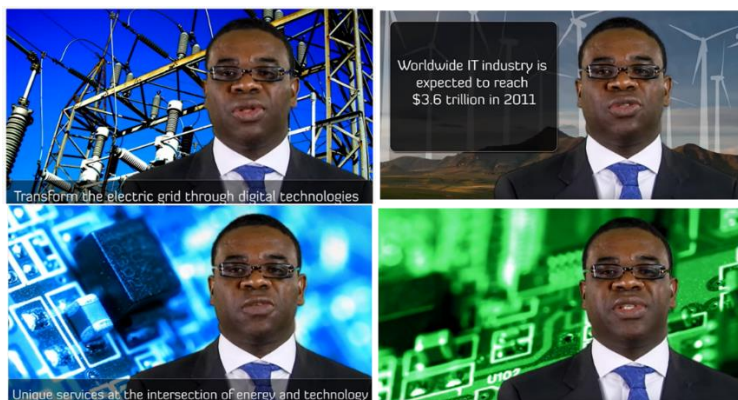 Worldwide IT industry is
expected to reach
$3.6 trillion in 2011
Transform the electric grid through digital technologies
Unique services at the intersection of energy and technology
U102